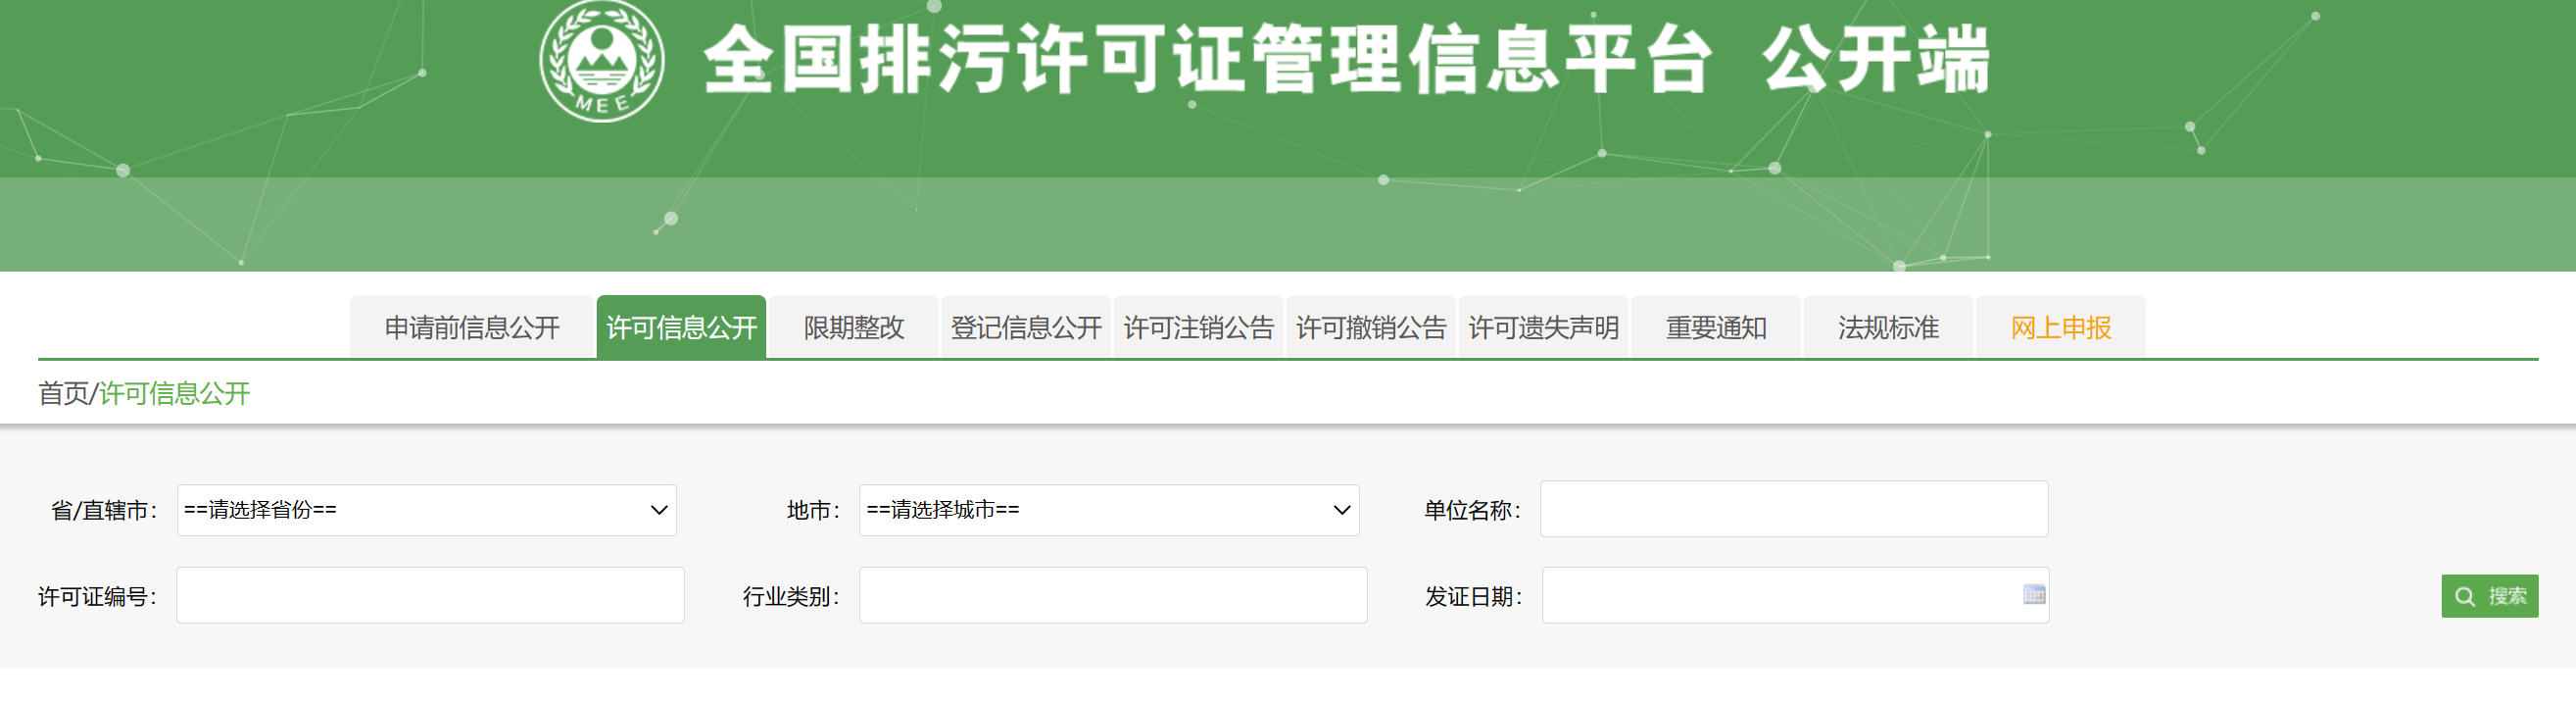 MEE
全国排污许可证管理信息平台 公开端
申请前信息公开 许可信息公开 限期整改 登记信息公开 许可注销公告 许可撤销公告 许可遗失声明 重要通知 法规标准 网上申报
首页/许可信息公开
省/直辖市： ==请选择省份== 地市： ==请选择城市== 单位名称：
许可证编号： 行业类别： 发证日期： 搜索